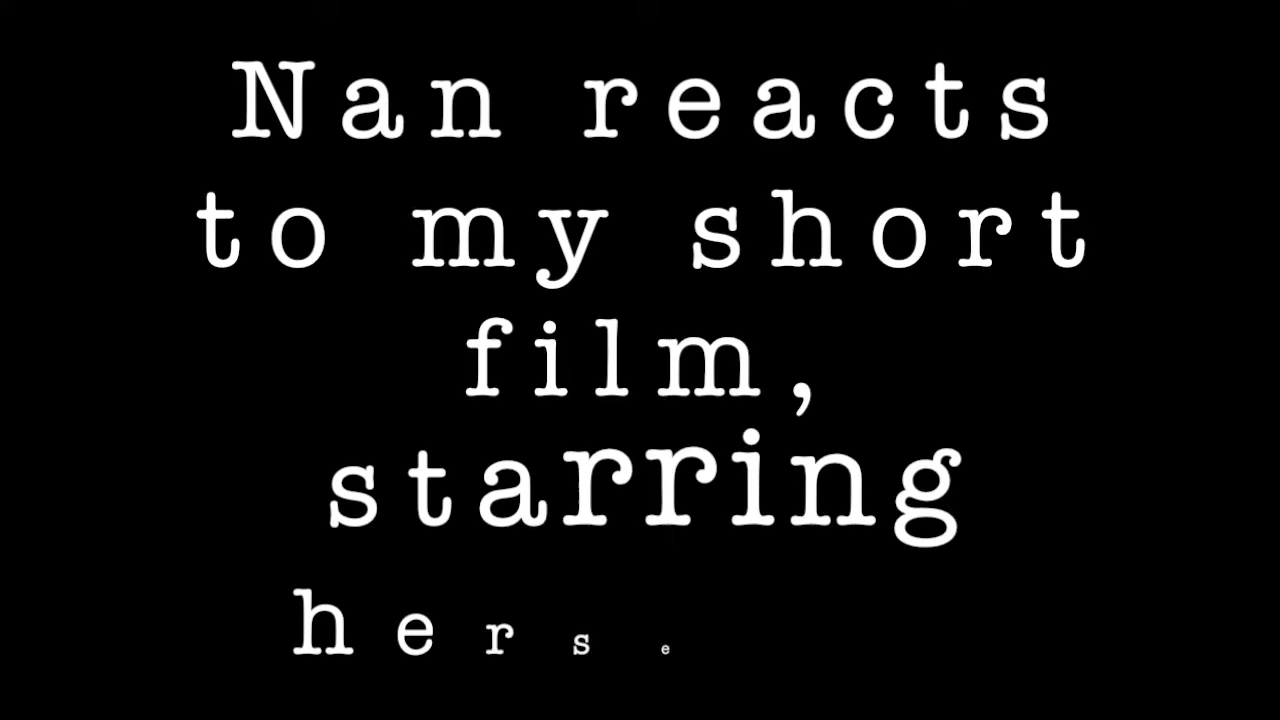 Nan reacts
to my short
film,
starring
herse